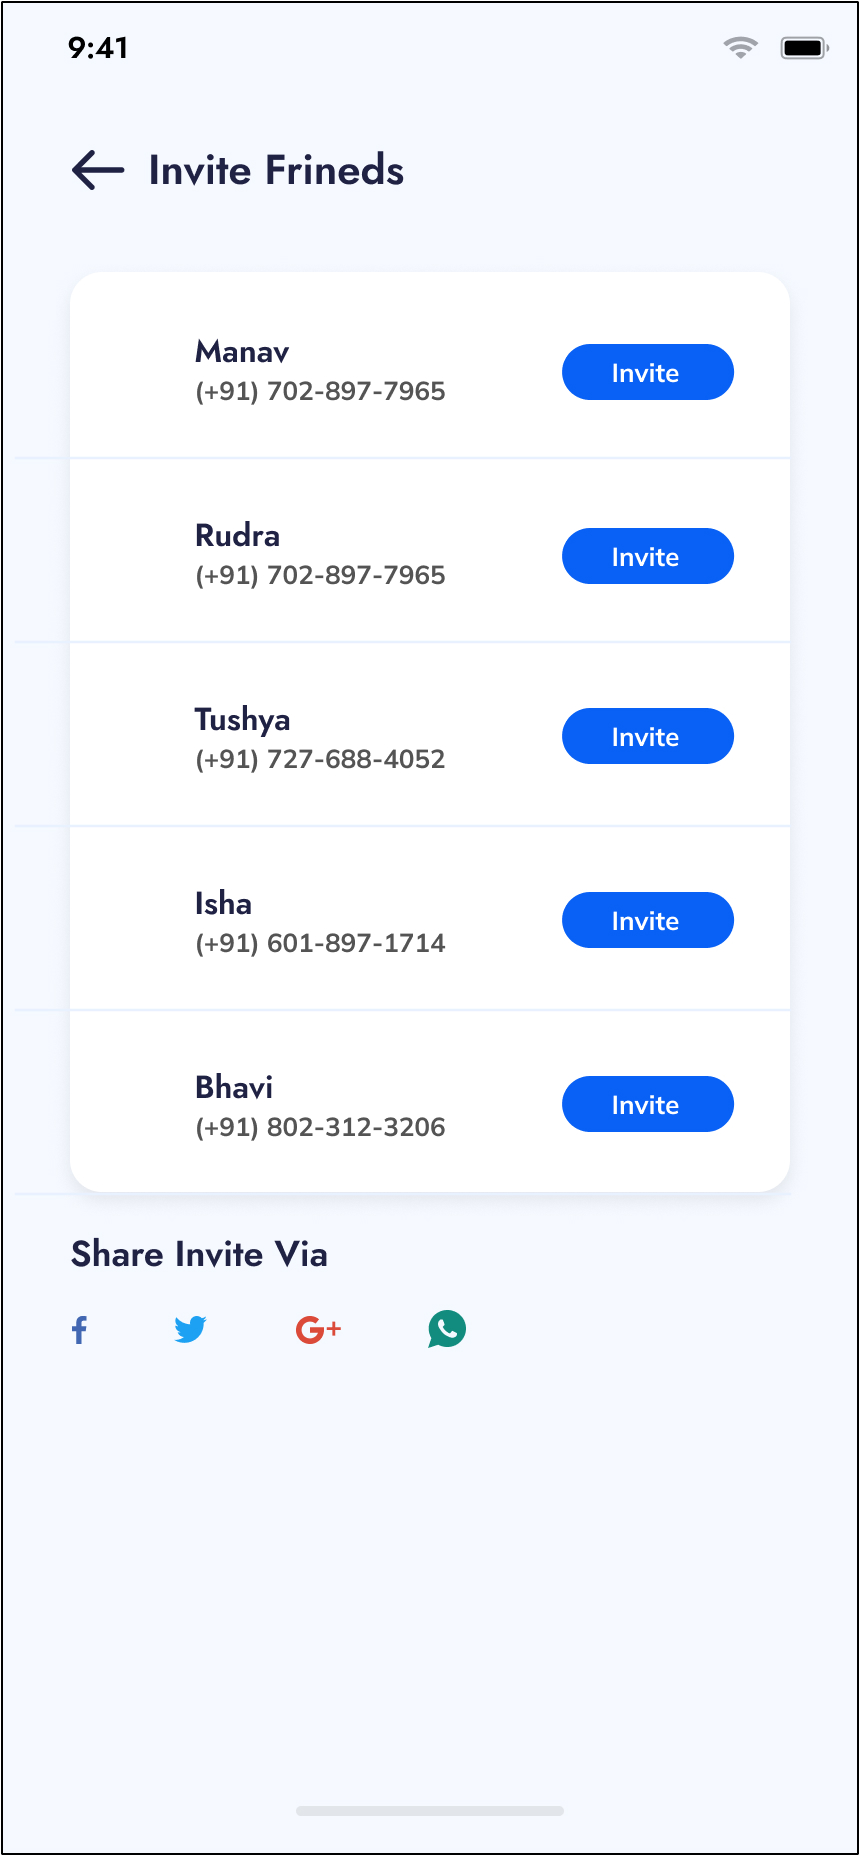 9:41
Invite Frineds
Manav
(+91) 702-897-7965
Invite
Rudra
(+91) 702-897-7965
Invite
Tushya
(+91) 727-688-4052
Invite
Isha
(+91) 601-897-1714
Invite
Bhavi
(+91) 802-312-3206
Invite
Share Invite Via
f
G+